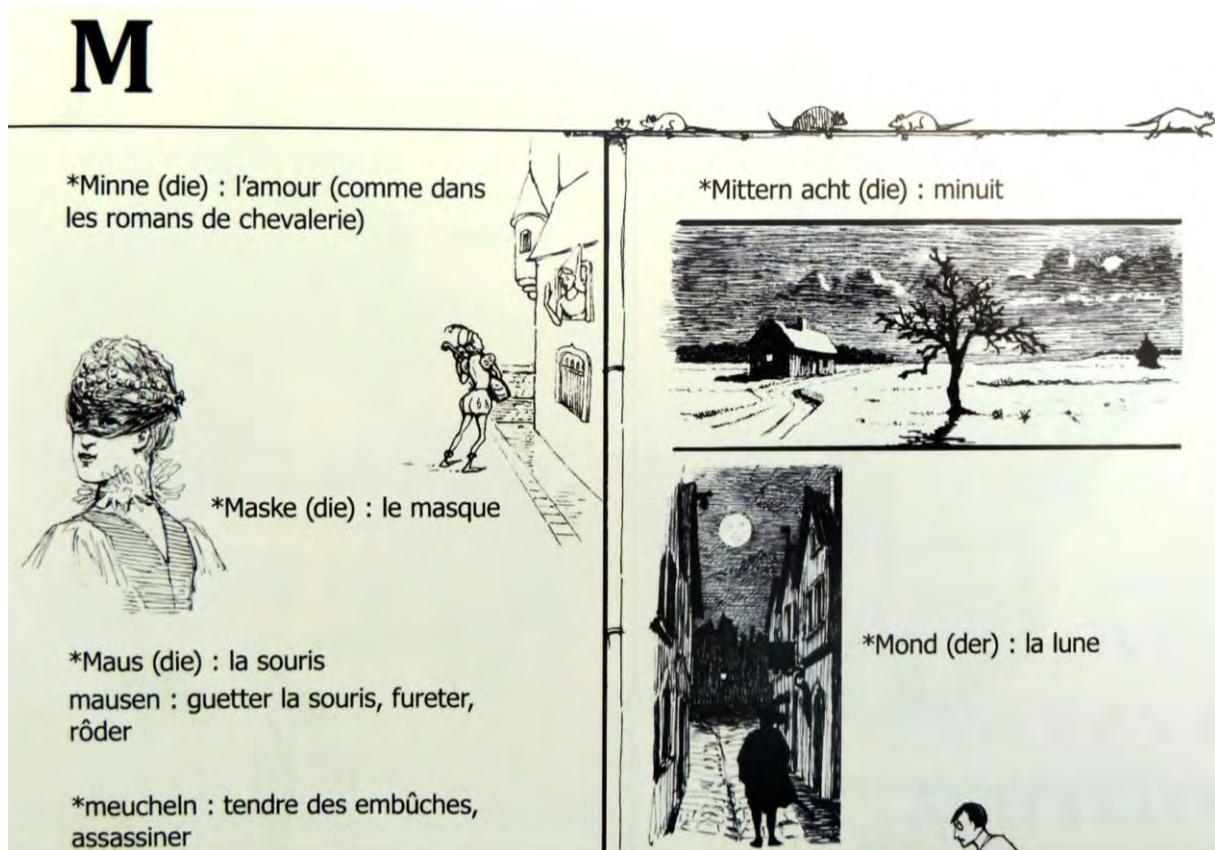 M
*Minne (die) : l'amour (comme dans
les romans de chevalerie)
*Maske (die) : le masque
*Maus (die) : la souris
mausen : guetter la souris, fureter,
rôder
*meucheln : tendre des embûches,
assassiner
*Mittern acht (die) : minuit
*Mond (der) : la lune